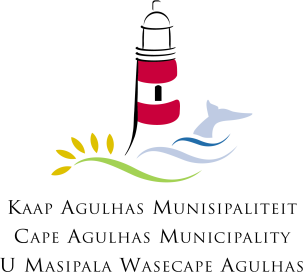 Kaap Agulhas Munisipaliteit
Cape Agulhas Municipality
U Masipala Wasecape Agulhas